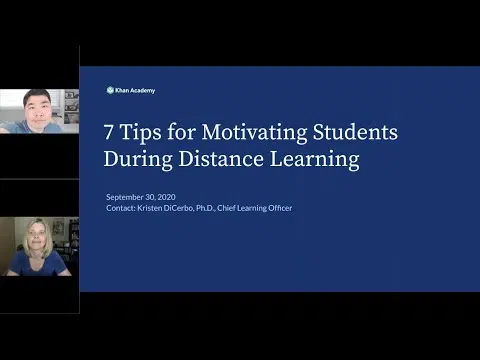 Khan Academy
7 Tips for Motivating Students
During Distance Learning
September 30, 2020
Contact: Kristen DiCerbo, Ph.D., Chief Learning Officer